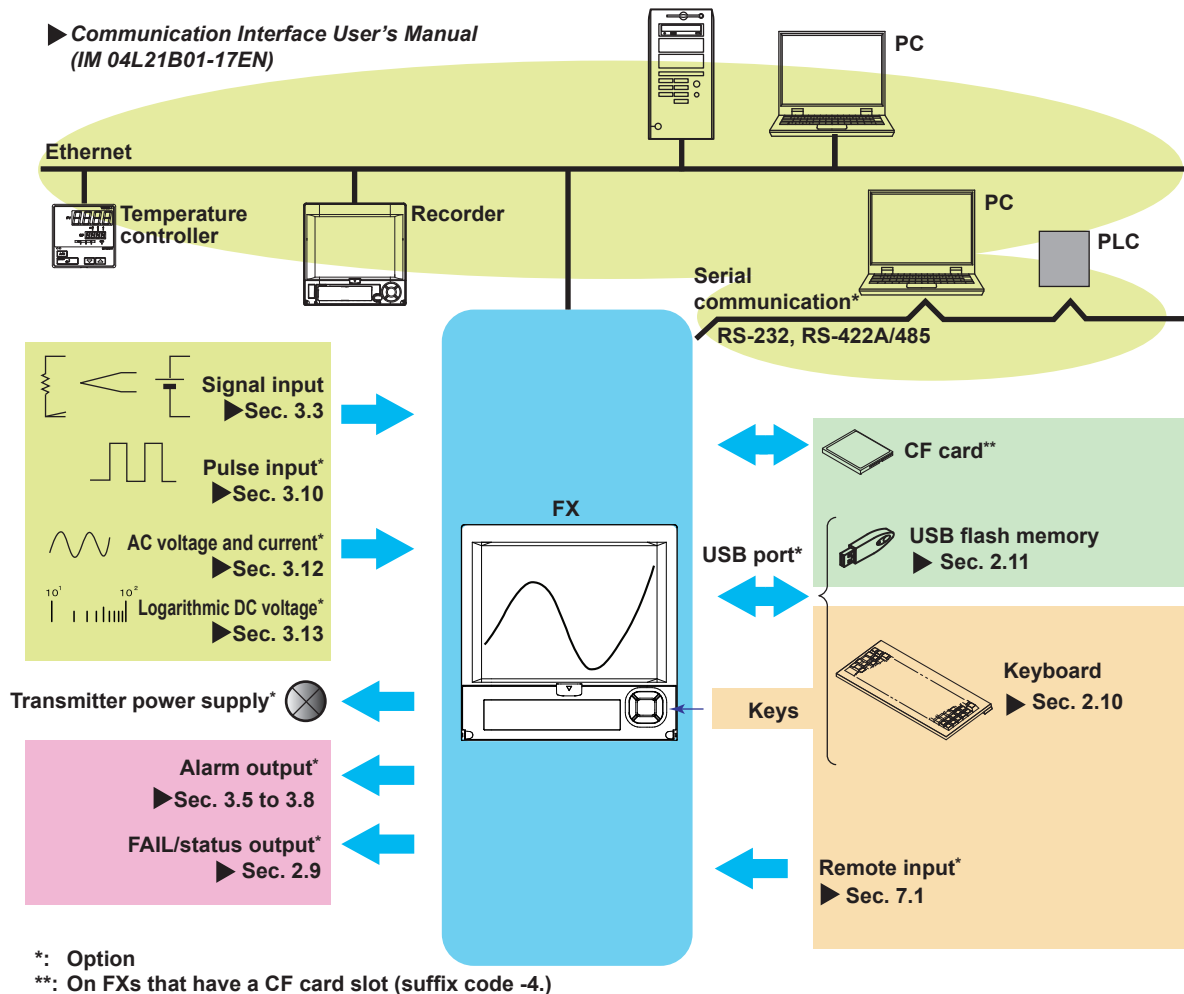 ▶ Communication Interface User's Manual
(IM 04L21B01-17EN)
PC
Ethernet
Temperature
controller
Recorder
PC
PLC
Serial
communication*
RS-232, RS-422A/485
Signal input
▶Sec. 3.3
Pulse input*
▶Sec. 3.10
AC voltage and current*
▶Sec. 3.12
10¹ 10²
Logarithmic DC voltage*
▶Sec. 3.13
Transmitter power supply*
Alarm output*
▶Sec. 3.5 to 3.8
FAIL/status output*
▶ Sec. 2.9
FX
CF card**
USB port*
USB flash memory
▶ Sec. 2.11
Keyboard
▶ Sec. 2.10
Keys
Remote input*
▶ Sec. 7.1
*: Option
**: On FXs that have a CF card slot (suffix code -4.)